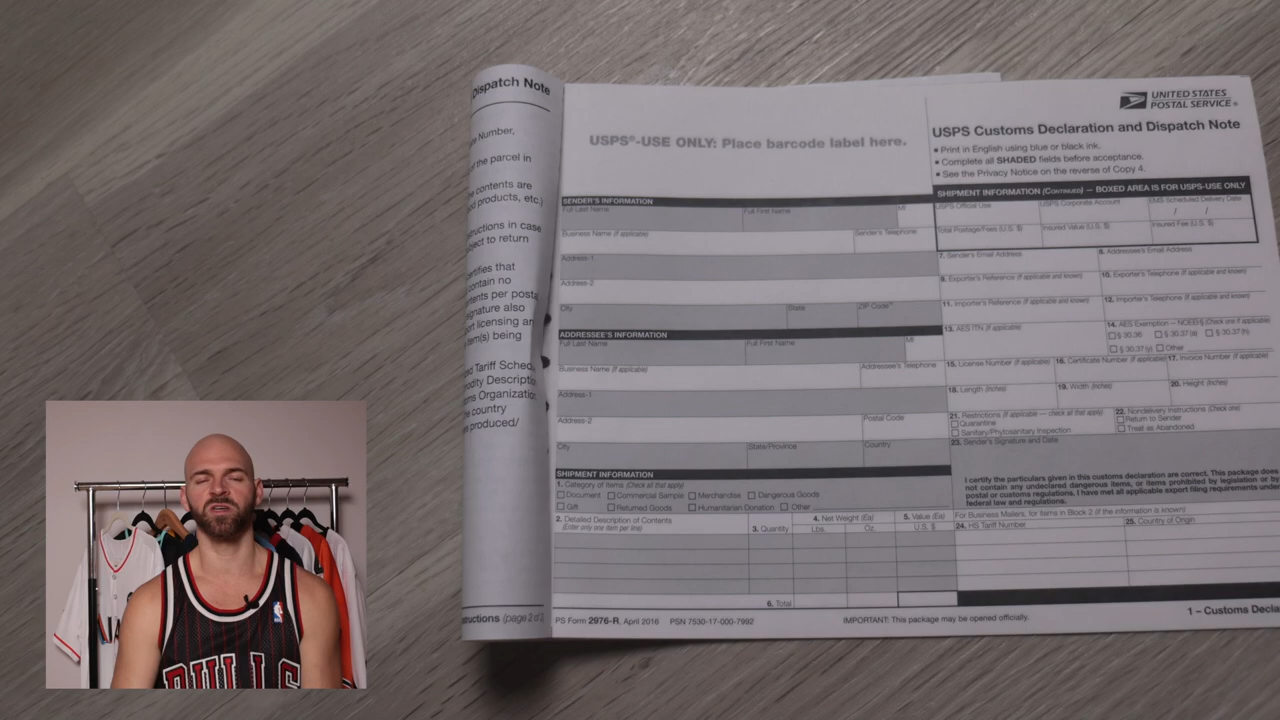 Dispatch Note
Number,
of the parcel in
contents are
products, etc.)
structions in case
to return
certifies that
contain no
per postal
signature also
licensing
item(s) being
Tariff
Organization
country
produced/
(page 2 of
USPS®-USE ONLY: Place barcode label here.
UNITED STATES
POSTAL SERVICE®
USPS Customs Declaration and Dispatch Note
▪ Print in English using blue or black ink.
▪ Complete all SHADED fields before acceptance.
▪ See the Privacy Notice on the reverse of Copy 4.
SENDER'S INFORMATION
Full Last Name Full First Name MI
Business Name (if applicable) Sender's Telephone
Address-1
Address-2
City State ZIP Code™
ADDRESSEE'S INFORMATION
Full Last Name Full First Name MI
Business Name (if applicable) Addressee's Telephone
Address-1
Address-2 Postal Code
City State/Province Country
SHIPMENT INFORMATION
1. Category of Items (Check all that apply)
Document Commercial Sample Merchandise Dangerous Goods
Gift Returned Goods Humanitarian Donation Other
2. Detailed Description of Contents 3. Quantity 4. Net Weight (Ea) 5. Value (Ea)
(Enter only one item per line) Lbs. Oz. U.S. $
6. Total
SHIPMENT INFORMATION (Continued) — BOXED AREA IS FOR USPS-USE ONLY
USPS Official Use USPS Corporate Account EMS Scheduled Delivery Date
/ /
Total Postage/Fees (U.S. $) Insured Value (U.S. $) Insured Fee (U.S. $)
7. Sender's Email Address 8. Addressee's Email Address
9. Exporter's Reference (if applicable and known) 10. Exporter's Telephone (if applicable and known)
11. Importer's Reference (if applicable and known) 12. Importer's Telephone (if applicable and known)
13. AES ITN (if applicable) 14. AES Exemption — NOEEI § (Check one if applicable)
§ 30.36 § 30.37 (a) § 30.37 (h)
§ 30.37 (y) Other
15. License Number (if applicable) 16. Certificate Number (if applicable) 17. Invoice Number (if applicable)
18. Length (Inches) 19. Width (Inches) 20. Height (Inches)
21. Restrictions (if applicable — check all that apply) 22. Nondelivery Instructions (Check one)
Quarantine Return to Sender
Sanitary/Phytosanitary Inspection Treat as Abandoned
23. Sender's Signature and Date
I certify the particulars given in this customs declaration are correct. This package does
not contain any undeclared dangerous items, or items prohibited by legislation or by
postal or customs regulations. I have met all applicable export filing requirements under
federal law and regulations.
For Business Mailers, for items in Block 2 (if the information is known)
24. HS Tariff Number 25. Country of Origin
PS Form 2976-R, April 2016 PSN 7530-17-000-7992 IMPORTANT: This package may be opened officially. 1 – Customs
BULLS